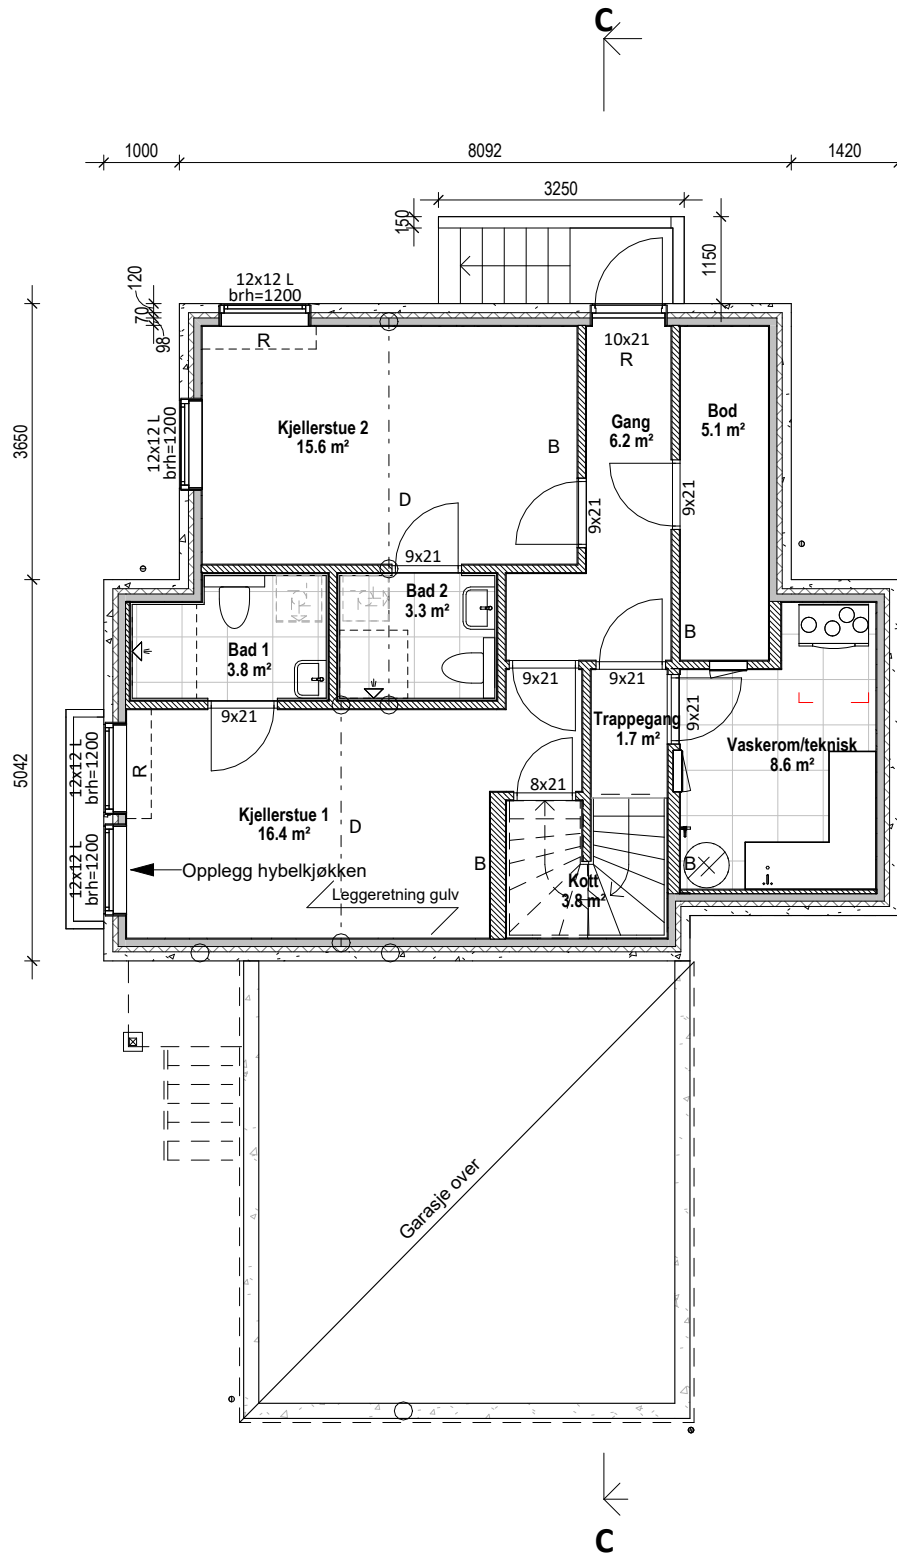 C
1000
8092
1420
3250
150
1150
120
70
98
12x12 L
brh=1200
R
10x21
R
3650
12x12 L
brh=1200
Kjellerstue 2
15.6 m²
B
Gang
6.2 m²
Bod
5.1 m²
D
9x21
9x21
9x21
Bad 2
3.3 m²
Bad 1
3.8 m²
B
9x21
9x21
9x21
9x21
Trappegang
1.7 m²
Vaskerom/teknisk
8.6 m²
5042
12x12 L
brh=1200
R
8x21
Kjellerstue 1
16.4 m²
D
B
B
12x12 L
brh=1200
Opplegg hybelkjøkken
Leggeretning gulv
Kott
3.8 m²
Garasje over
C